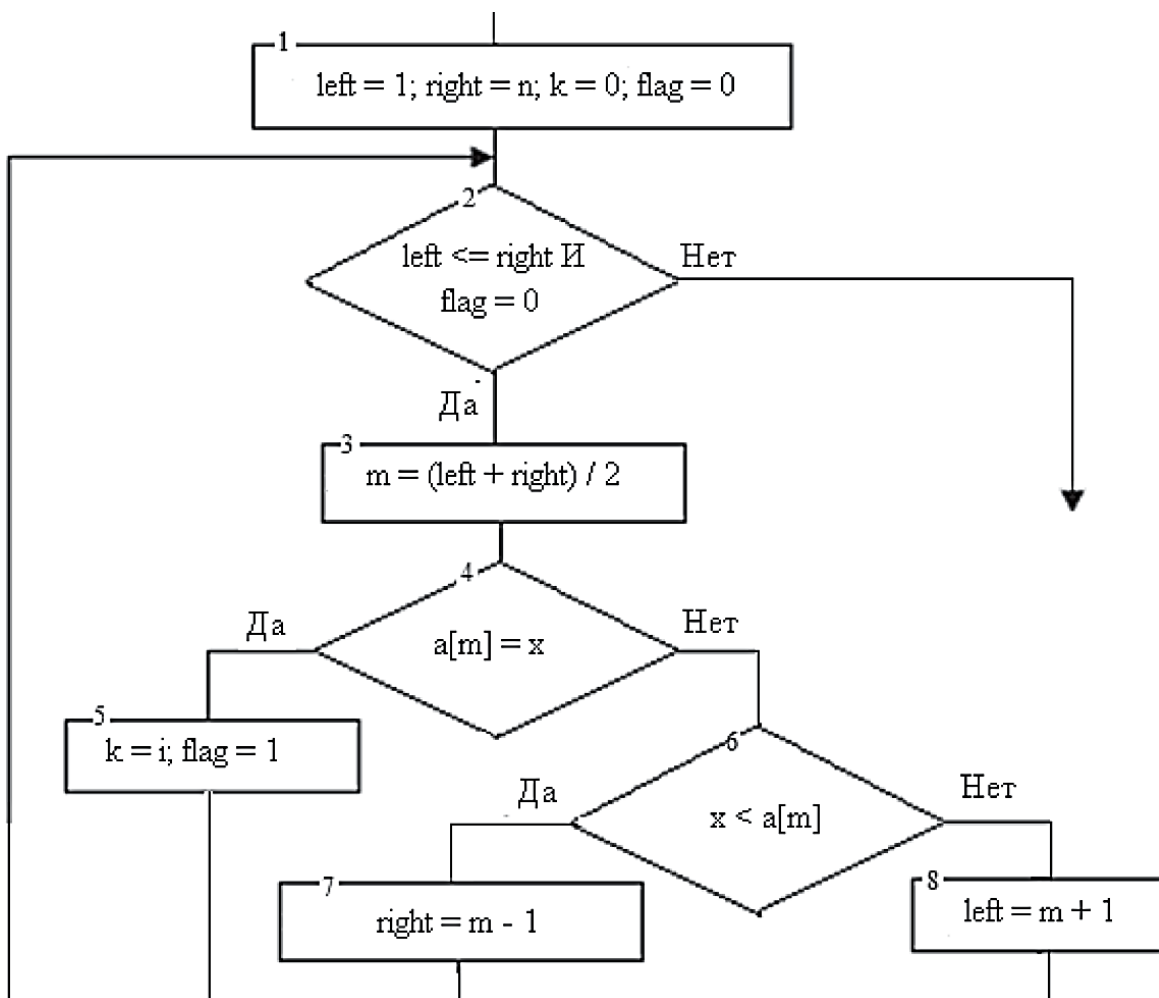 1
left = 1; right = n; k = 0; flag = 0
2
left <= right И
flag = 0
Нет
Да
3
m = (left + right) / 2
4
Да
a[m] = x
Нет
5
k = i; flag = 1
6
Да
x < a[m]
Нет
7
right = m - 1
8
left = m + 1